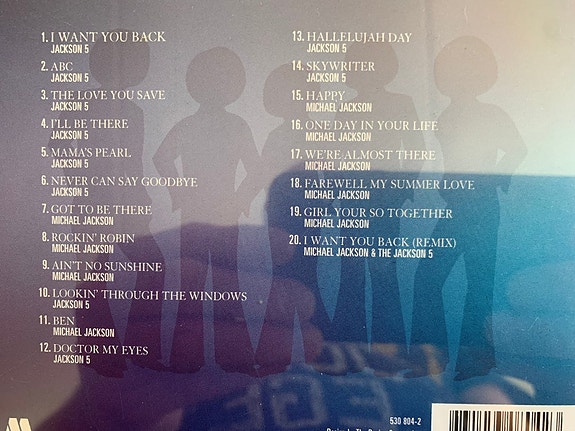 1. I WANT YOU BACK
JACKSON 5
2. ABC
JACKSON 5
3. THE LOVE YOU SAVE
JACKSON 5
4. I'LL BE THERE
JACKSON 5
5. MAMA'S PEARL
JACKSON 5
6. NEVER CAN SAY GOODBYE
JACKSON 5
7. GOT TO BE THERE
MICHAEL JACKSON
8. ROCKIN' ROBIN
MICHAEL JACKSON
9. AIN'T NO SUNSHINE
MICHAEL JACKSON
10. LOOKIN' THROUGH THE WINDOWS
JACKSON 5
11. BEN
MICHAEL JACKSON
12. DOCTOR MY EYES
JACKSON 5
13. HALLELUJAH DAY
JACKSON 5
14. SKYWRITER
JACKSON 5
15. HAPPY
MICHAEL JACKSON
16. ONE DAY IN YOUR LIFE
MICHAEL JACKSON
17. WE'RE ALMOST THERE
MICHAEL JACKSON
18. FAREWELL MY SUMMER LOVE
MICHAEL JACKSON
19. GIRL YOUR SO TOGETHER
MICHAEL JACKSON
20. I WANT YOU BACK (REMIX)
MICHAEL JACKSON & THE JACKSON 5
530 804-2